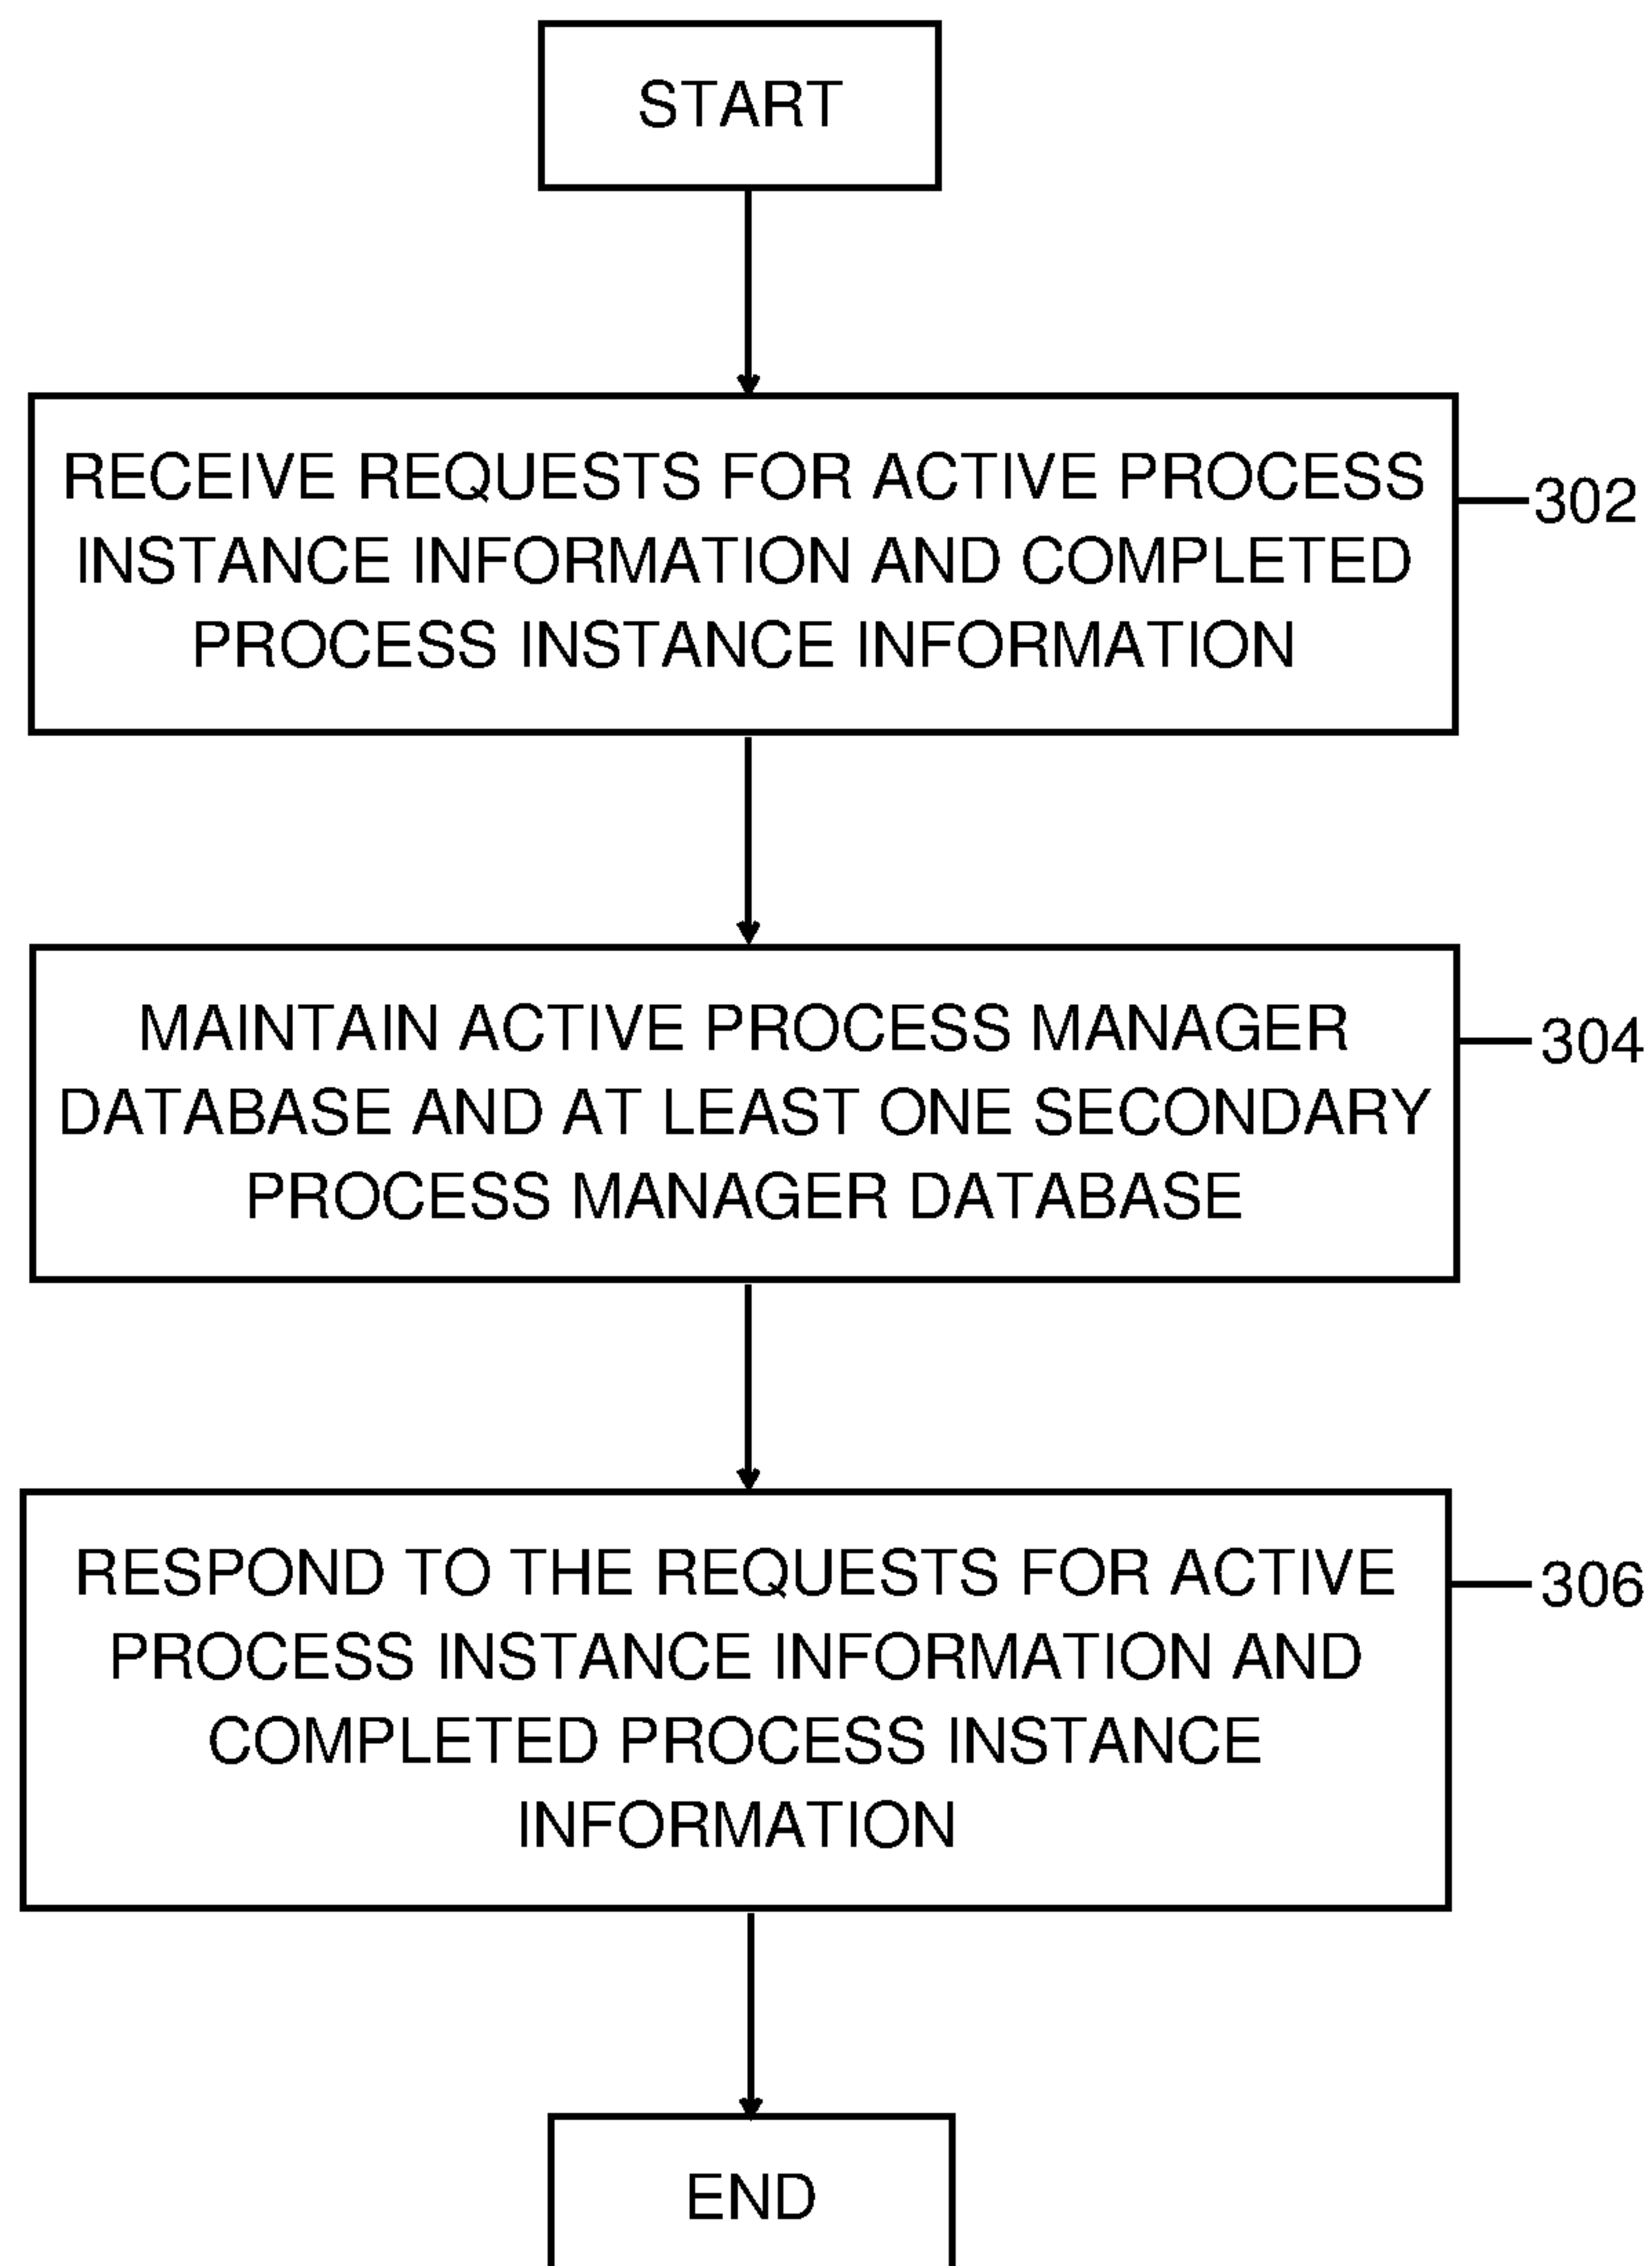 START
RECEIVE REQUESTS FOR ACTIVE PROCESS
INSTANCE INFORMATION AND COMPLETED
PROCESS INSTANCE INFORMATION
302
MAINTAIN ACTIVE PROCESS MANAGER
DATABASE AND AT LEAST ONE SECONDARY
PROCESS MANAGER DATABASE
304
RESPOND TO THE REQUESTS FOR ACTIVE
PROCESS INSTANCE INFORMATION AND
COMPLETED PROCESS INSTANCE
INFORMATION
306
END